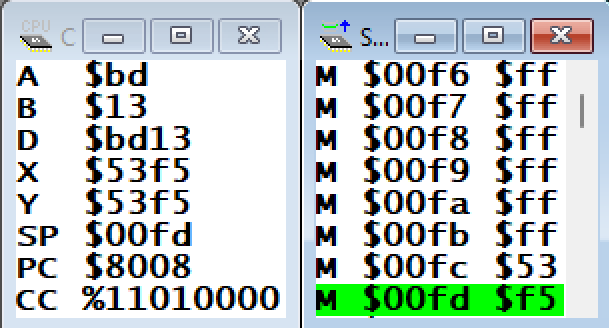 CPU C
A $bd
B $13
D $bd13
X $53f5
Y $53f5
SP $00fd
PC $8008
CC %11010000
S...
M $00f6 $ff
M $00f7 $ff
M $00f8 $ff
M $00f9 $ff
M $00fa $ff
M $00fb $ff
M $00fc $53
M $00fd $f5